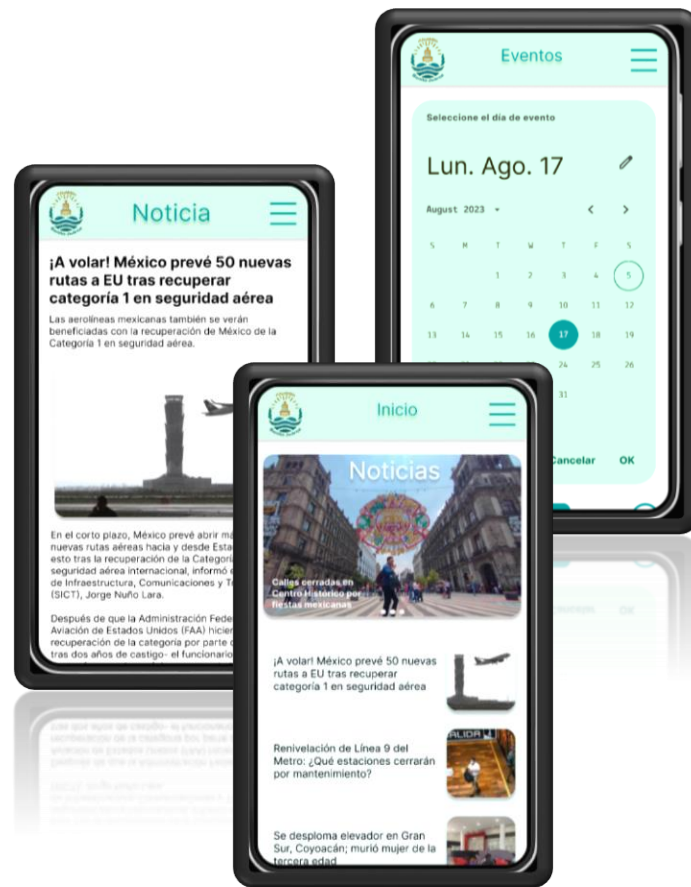 Noticia
¡A volar! México prevé 50 nuevas
rutas a EU tras recuperar
categoría 1 en seguridad aérea
Las aerolíneas mexicanas también se verán
beneficiadas con la recuperación de México de la
Categoría 1 en seguridad aérea.
En el corto plazo, México prevé abrir
nuevas rutas aéreas hacia y desde
esto tras la recuperación de la
seguridad aérea internacional, informó
de Infraestructura, Comunicaciones y
(SICT), Jorge Nuño Lara.
Después de que la Administración
Aviación de Estados Unidos (FAA)
recuperación de la categoría por parte
tras dos años de castigo- el funcionario
Eventos
Seleccione el día de evento
Lun. Ago. 17
August 2023
S M T W T F S
1 2 3 4 5
6 7 8 9 10 11 12
13 14 15 16 17 18 19
24 25 26
31
Cancelar OK
Inicio
Noticias
Calles cerradas en
Centro Histórico por
fiestas mexicanas
¡A volar! México prevé 50 nuevas
rutas a EU tras recuperar
categoría 1 en seguridad aérea
Renivelación de Línea 9 del
Metro: ¿Qué estaciones cerrarán
por mantenimiento?
SALIDA
Se desploma elevador en Gran
Sur, Coyoacán; murió mujer de la
tercera edad